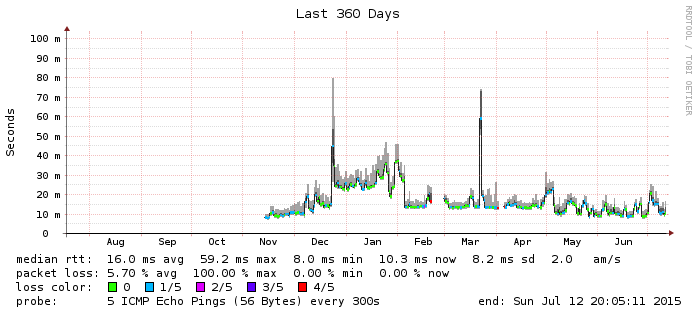 Last 360 Days
RRDTOOL / TOBI OETIKER
Seconds
100 m
90 m
80 m
70 m
60 m
50 m
40 m
30 m
20 m
10 m
0
Aug Sep Oct Nov Dec Jan Feb Mar Apr May Jun
median rtt: 16.0 ms avg 59.2 ms max 8.0 ms min 10.3 ms now 8.2 ms sd 2.0 am/s
packet loss: 5.70 % avg 100.00 % max 0.00 % min 0.00 % now
loss color: 0 1/5 2/5 3/5 4/5
probe: 5 ICMP Echo Pings (56 Bytes) every 300s end: Sun Jul 12 20:05:11 2015